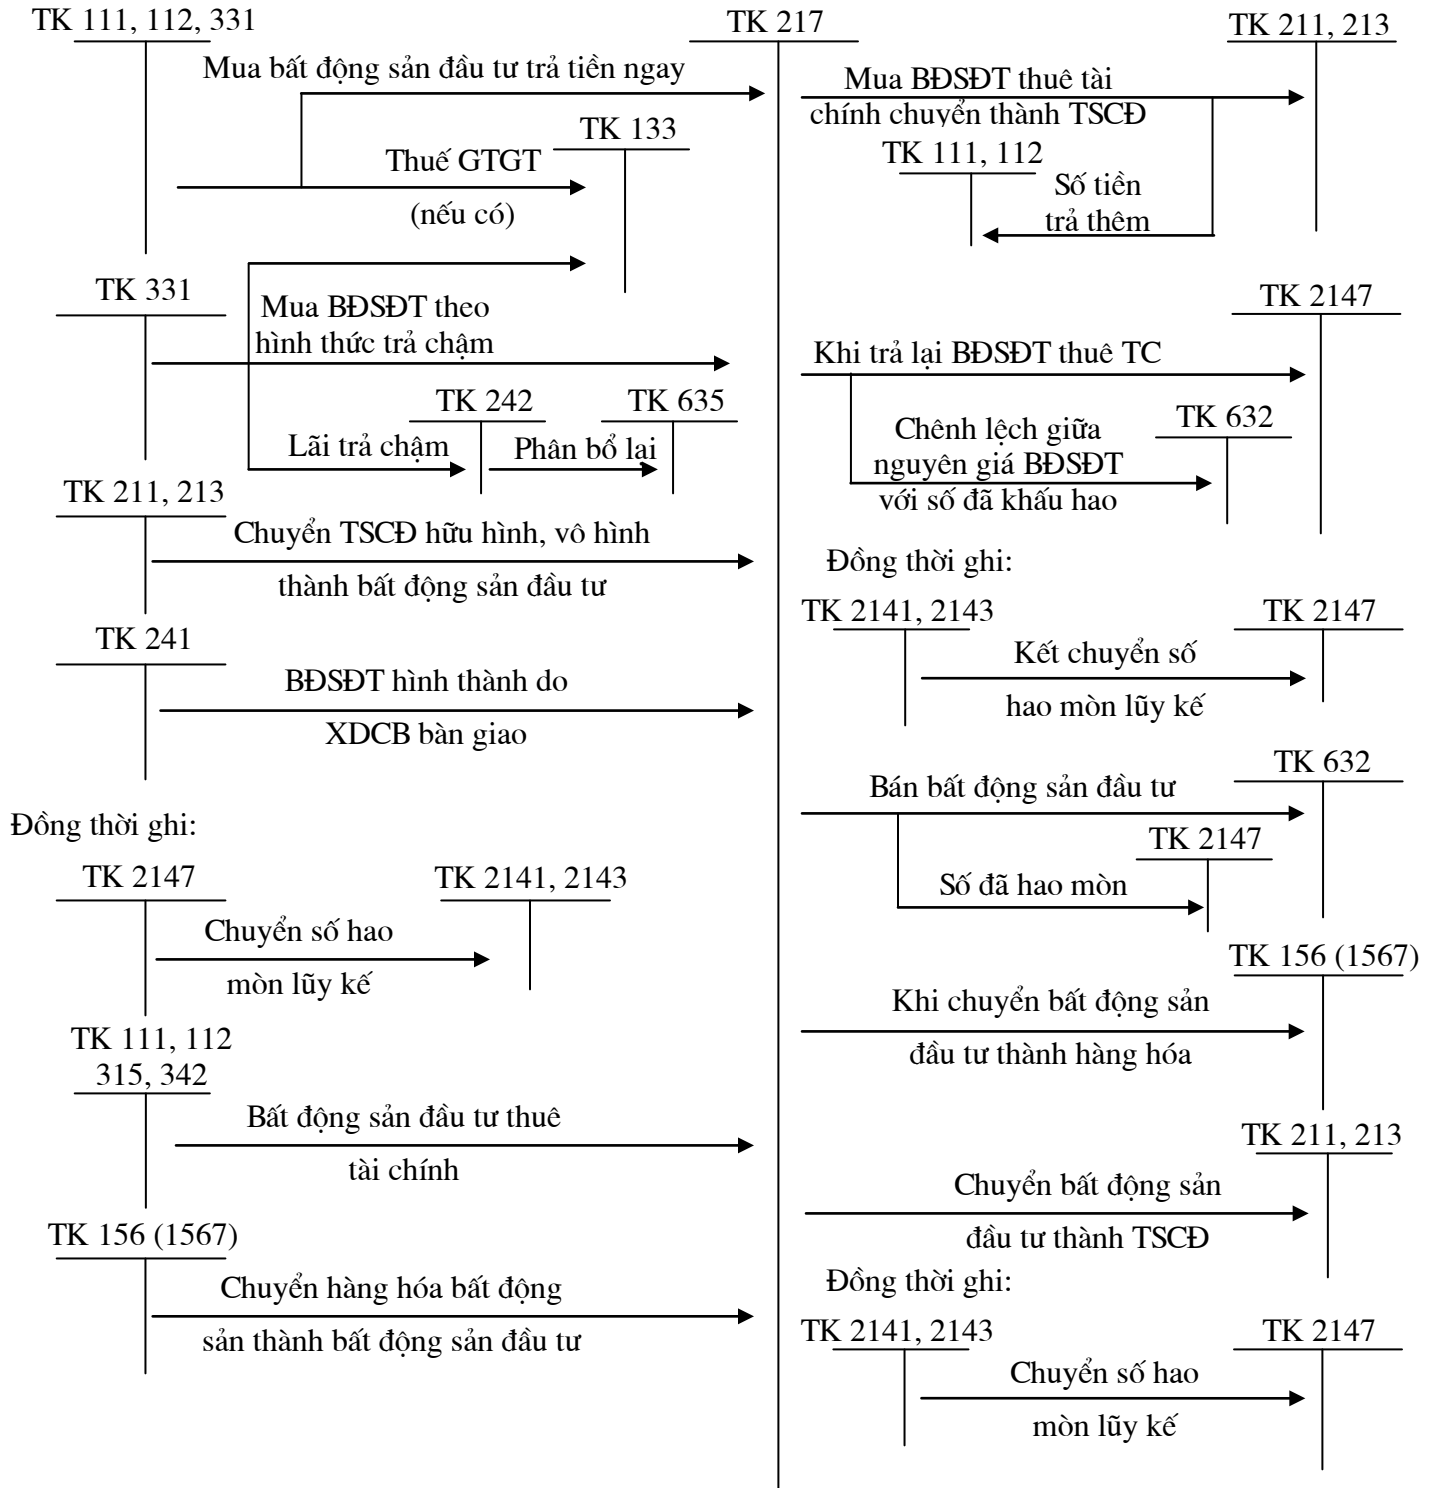 TK 111, 112, 331
TK 217
TK 211, 213
Mua bất động sản đầu tư trả tiền ngay
TK 133
Thuế GTGT
(nếu có)
Mua BĐSĐT thuê tài
chính chuyển thành TSCĐ
TK 111, 112
Số tiền
trả thêm
TK 331
Mua BĐSĐT theo
hình thức trả chậm
TK 242
TK 635
Lãi trả chậm
Phân bổ lại
TK 2147
Khi trả lại BĐSĐT thuê TC
TK 632
Chênh lệch giữa
nguyên giá BĐSĐT
với số đã khấu hao
TK 211, 213
Chuyển TSCĐ hữu hình, vô hình
thành bất động sản đầu tư
Đồng thời ghi:
TK 2141, 2143
TK 2147
Kết chuyển số
hao mòn lũy kế
TK 241
BĐSĐT hình thành do
XDCB bàn giao
TK 632
Bán bất động sản đầu tư
TK 2147
Số đã hao mòn
Đồng thời ghi:
TK 2147
TK 2141, 2143
Chuyển số hao
mòn lũy kế
TK 156 (1567)
Khi chuyển bất động sản
đầu tư thành hàng hóa
TK 111, 112
315, 342
Bất động sản đầu tư thuê
tài chính
TK 211, 213
Chuyển bất động sản
đầu tư thành TSCĐ
TK 156 (1567)
Chuyển hàng hóa bất động
sản thành bất động sản đầu tư
Đồng thời ghi:
TK 2141, 2143
TK 2147
Chuyển số hao
mòn lũy kế